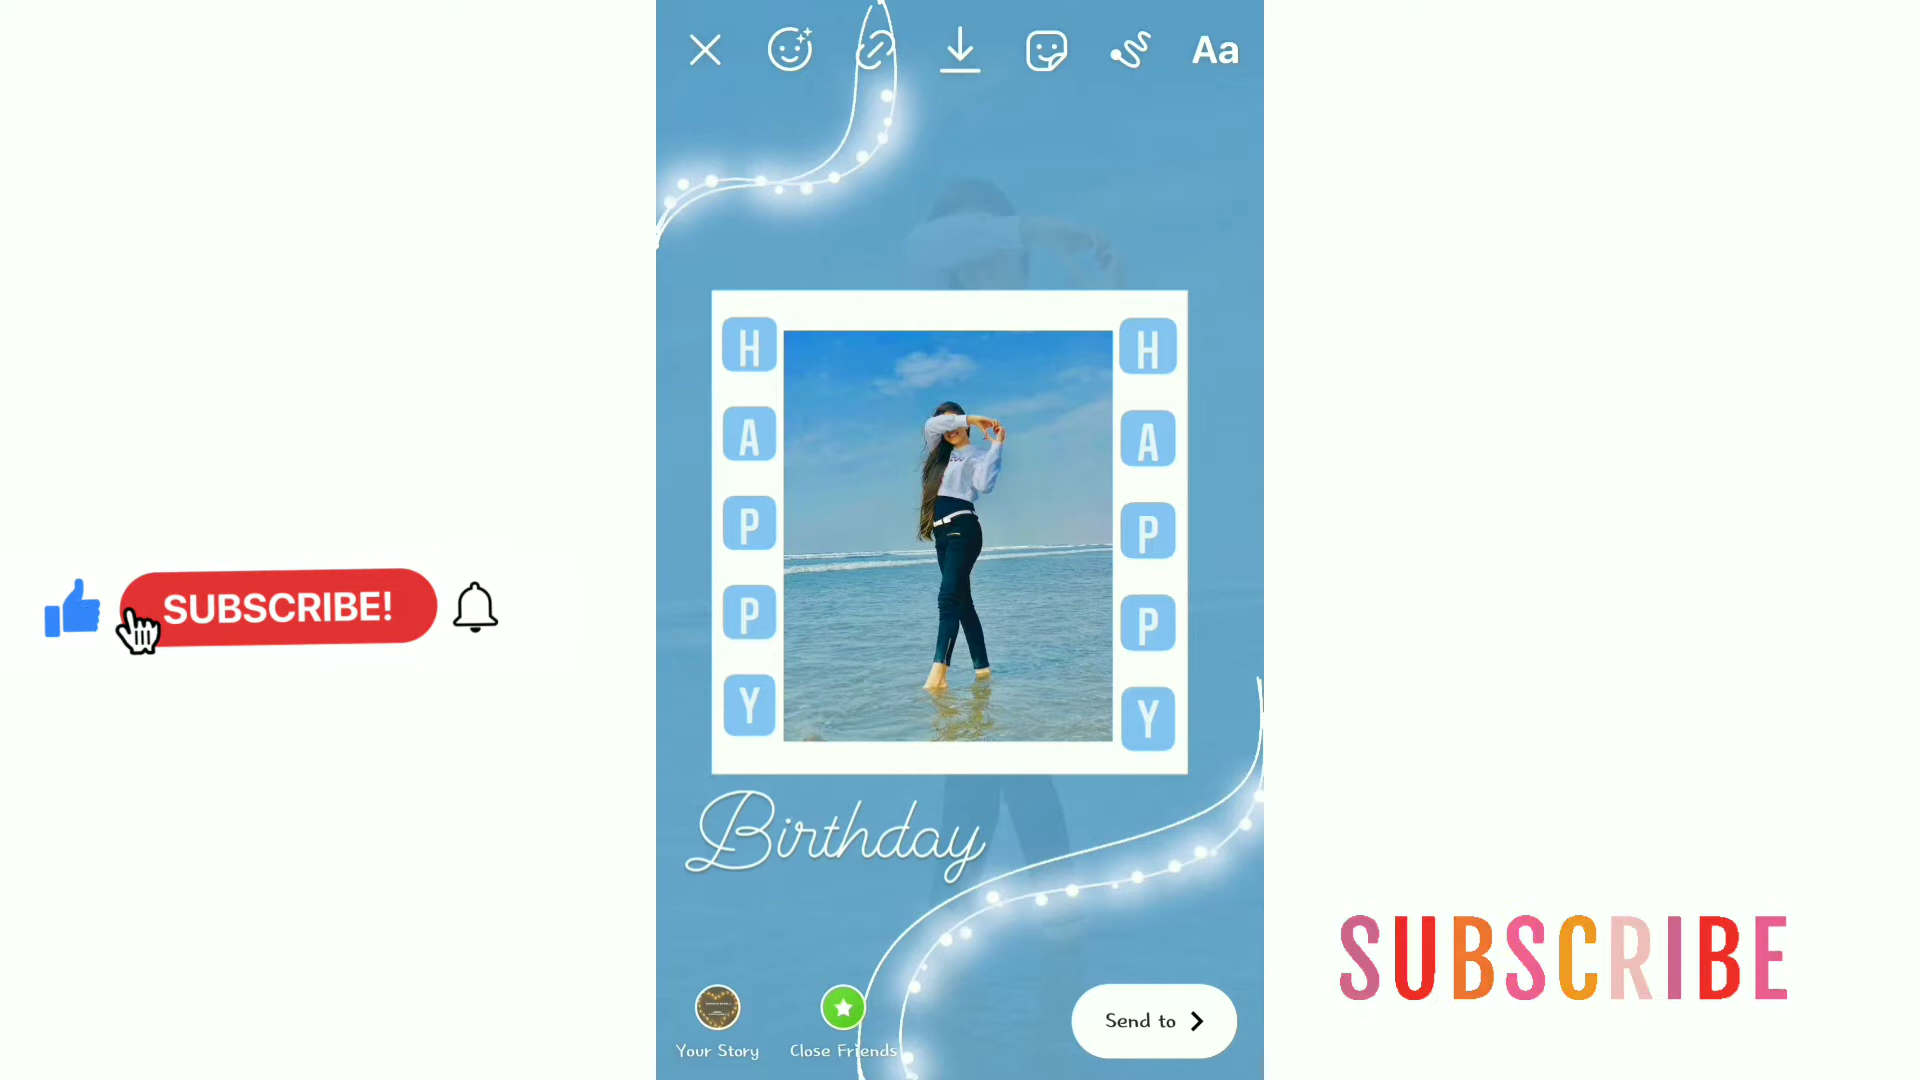 Aa
H H
A A
P P
P P
Y Y
SUBSCRIBE!
Birthday
SUBSCRIBE
Send to
Your Story
Close Friends